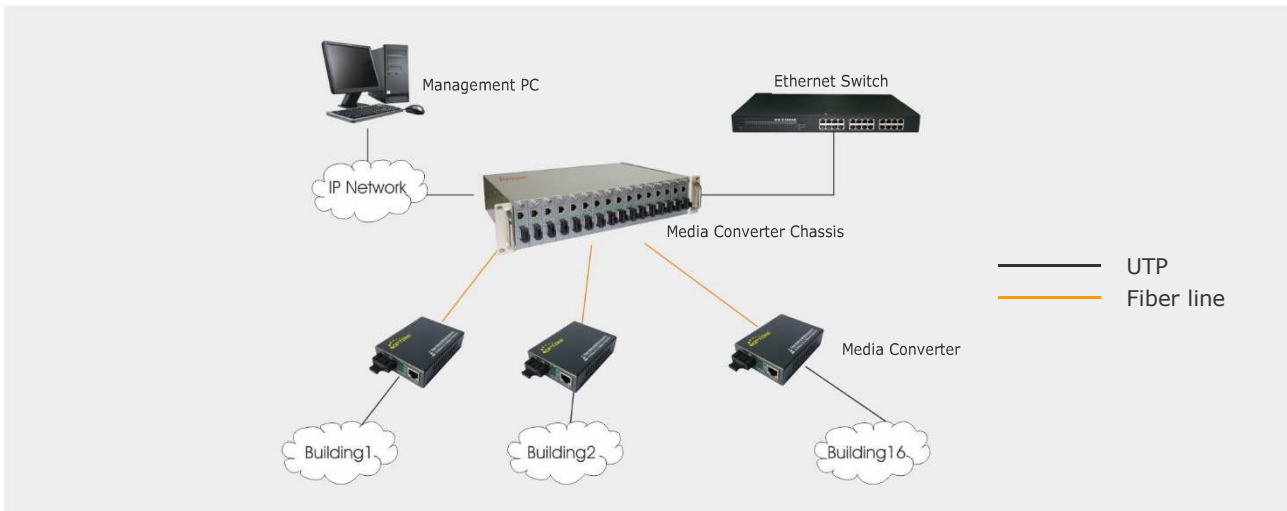 Management PC
Ethernet Switch
IP Network
Media Converter Chassis
UTP
Fiber line
Media Converter
Building1
Building2
Building16